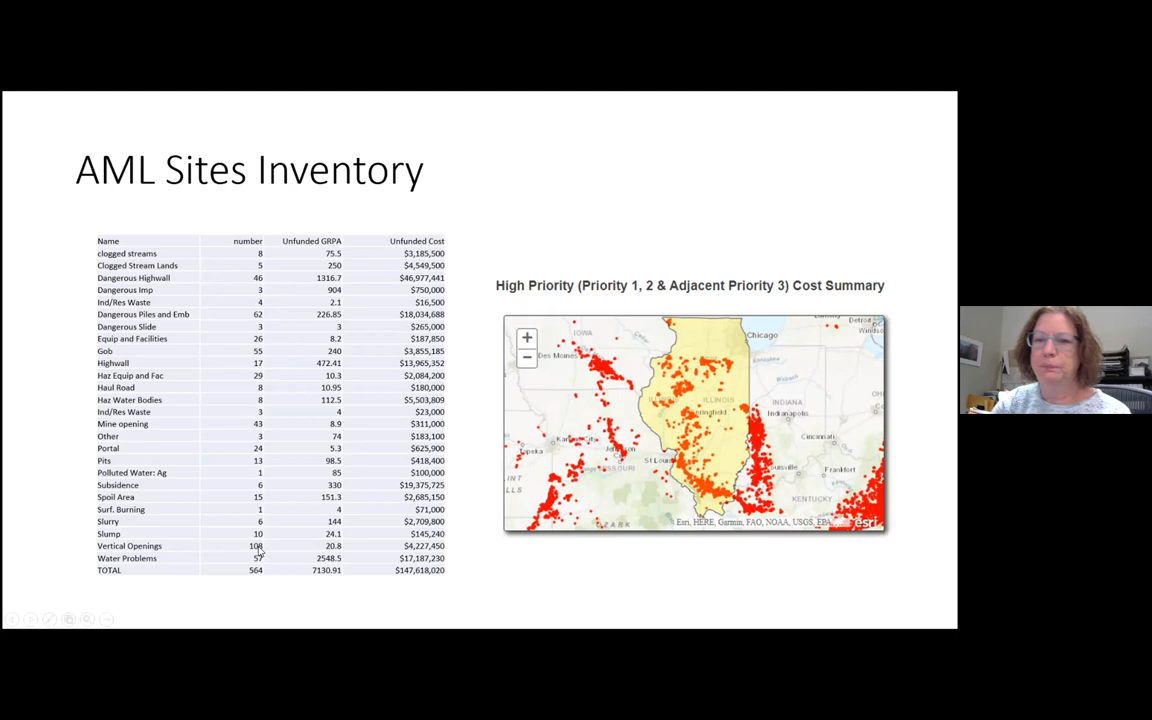 AML Sites Inventory
Name number Unfunded GRPA Unfunded Cost
clogged streams 8 75.5 $3,185,500
Clogged Stream Lands 5 250 $4,549,500
Dangerous Highwall 46 1316.7 $46,977,441
Dangerous Imp 3 904 $750,000
Ind/Res Waste 4 2.1 $16,500
Dangerous Piles and Emb 62 226.85 $18,034,688
Dangerous Slide 3 3 $265,000
Equip and Facilities 26 8.2 $187,850
Gob 55 240 $3,855,185
Highwall 17 472.41 $13,965,352
Haz Equip and Fac 29 10.3 $2,084,200
Haul Road 8 10.95 $180,000
Haz Water Bodies 8 112.5 $5,503,809
Ind/Res Waste 3 4 $23,000
Mine opening 43 8.9 $311,000
Other 3 74 $183,100
Portal 24 5.3 $625,900
Pits 13 98.5 $418,400
Polluted Water: Ag 1 85 $100,000
Subsidence 6 330 $19,375,725
Spoil Area 15 151.3 $2,685,150
Surf. Burning 1 4 $71,000
Slurry 6 144 $2,709,800
Slump 10 24.1 $145,240
Vertical Openings 108 20.8 $4,227,450
Water Problems 57 2548.5 $17,187,230
TOTAL 564 7130.91 $147,618,020
High Priority (Priority 1, 2 & Adjacent Priority 3) Cost Summary
+
−
IOWA
Des Moines
Chicago
Detroit
ILLINOIS
Springfield
INDIANA
Indianapolis
OH
Cincinnati
Topeka
MISSOURI
St Loui
Frankfort
KENTUCKY
OZARK
Esri, HERE, Garmin, FAO, NOAA, USGS, EPA
esri